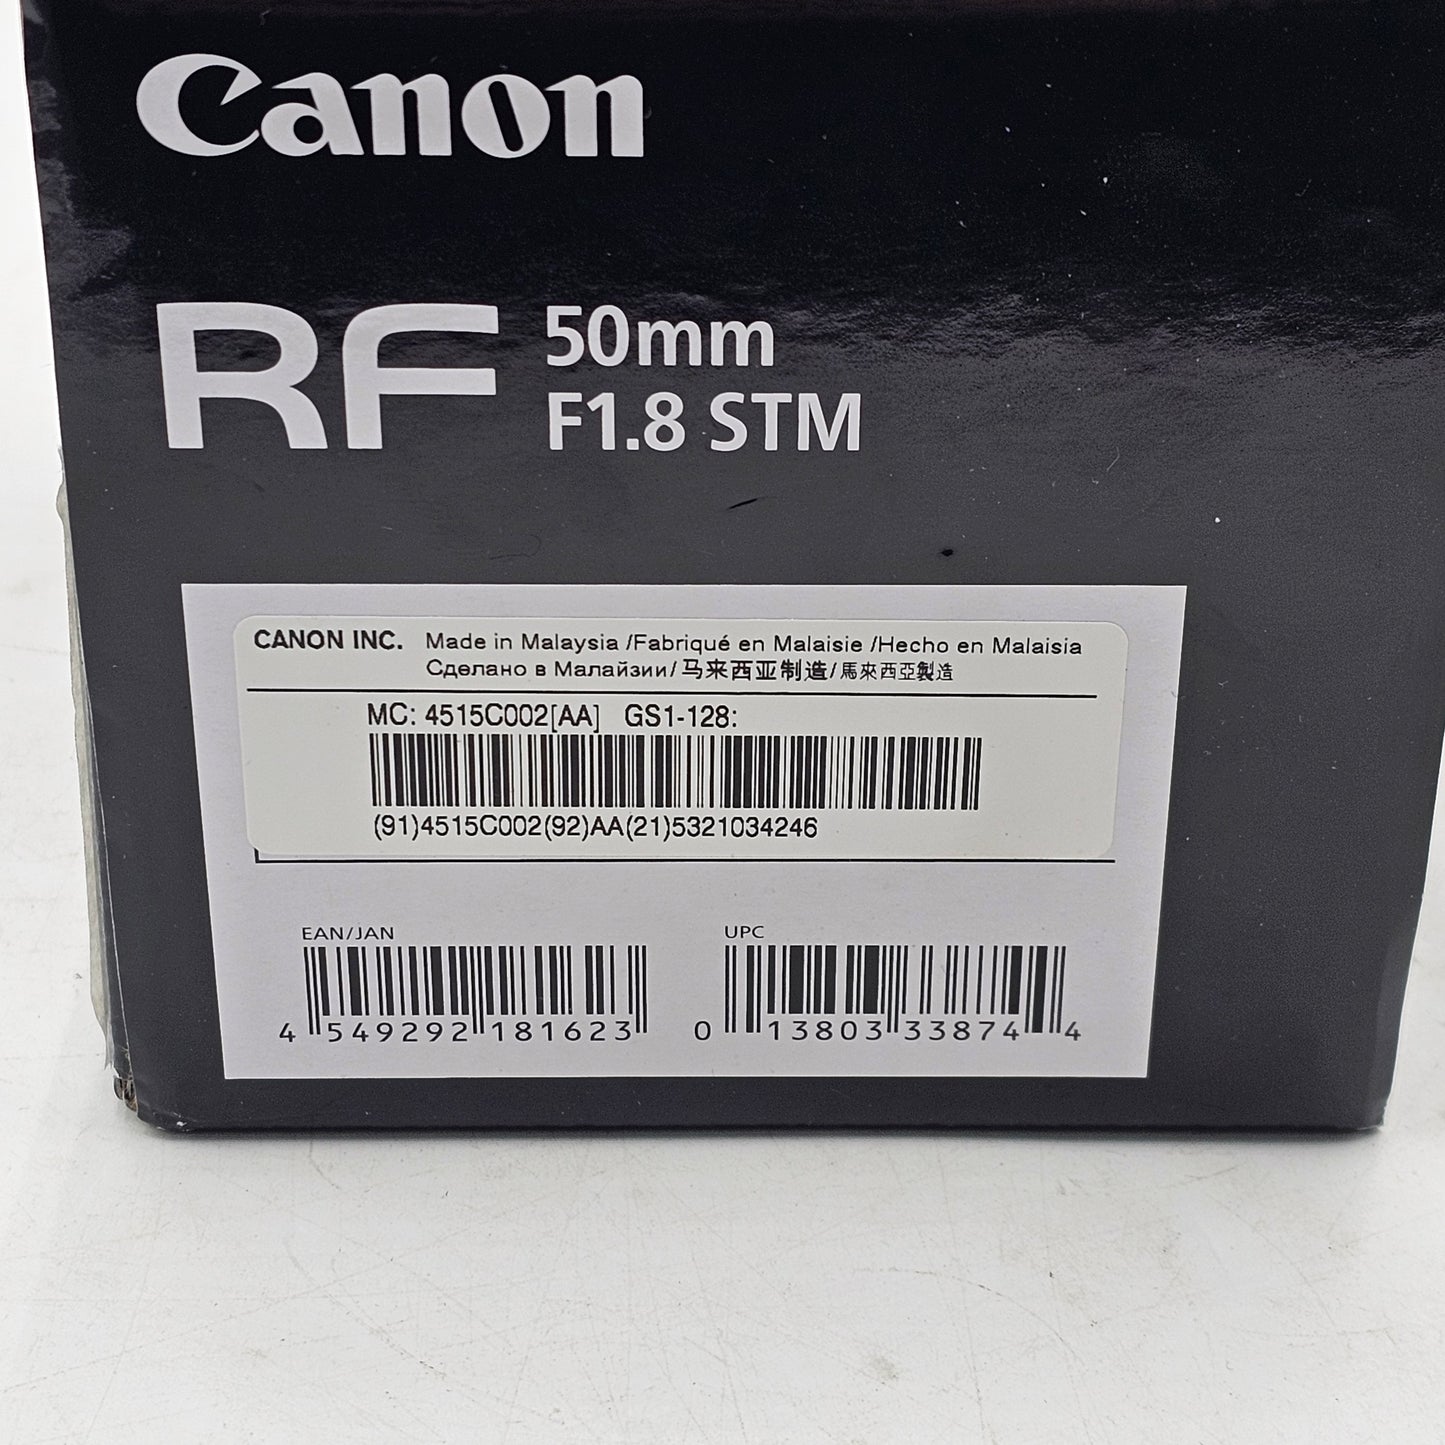 Canon
RF 50mm
F1.8 STM
CANON INC. Made in Malaysia /Fabriqué en Malaisie /Hecho en Malaisia
Сделано в Малайзии/马来西亚制造/馬來西亞製造
MC: 4515C002[AA] GS1-128:
(91)4515C002(92)AA(21)5321034246
EAN/JAN UPC
4 549292 181623 0 13803 33874 4